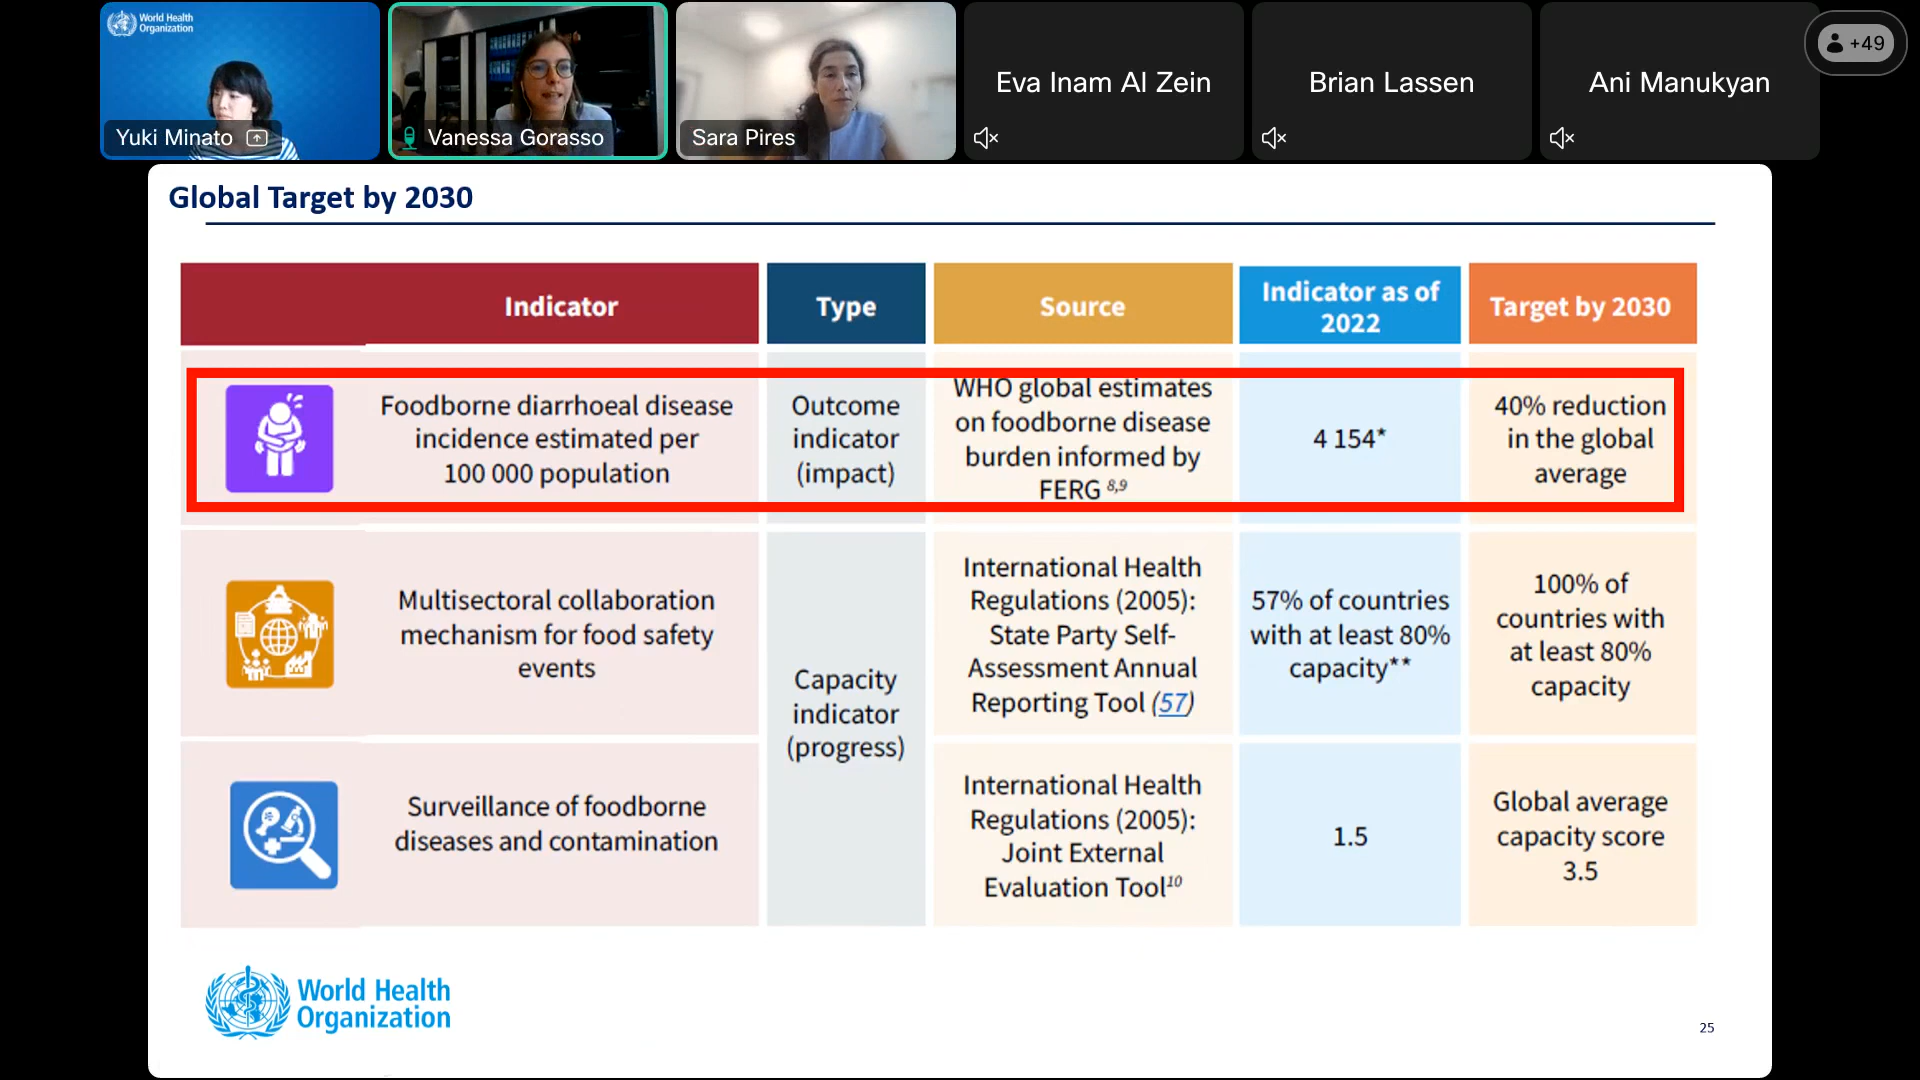 World Health
Organization
Yuki Minato
Vanessa Gorasso
Sara Pires
Eva Inam Al Zein
Brian Lassen
Ani Manukyan
+49
Global Target by 2030
Indicator
Type
Source
Indicator as of
2022
Target by 2030
Foodborne diarrhoeal disease
incidence estimated per
100 000 population
Outcome
indicator
(impact)
WHO global estimates
on foodborne disease
burden informed by
FERG 8,9
4 154*
40% reduction
in the global
average
Multisectoral collaboration
mechanism for food safety
events
Capacity
indicator
(progress)
International Health
Regulations (2005):
State Party Self-
Assessment Annual
Reporting Tool (57)
57% of countries
with at least 80%
capacity**
100% of
countries with
at least 80%
capacity
Surveillance of foodborne
diseases and contamination
International Health
Regulations (2005):
Joint External
Evaluation Tool10
1.5
Global average
capacity score
3.5
World Health
Organization
25